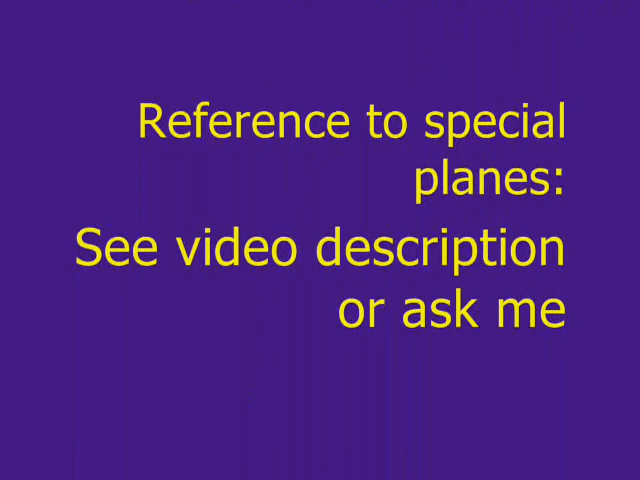 Reference to special
planes:
See video description
or ask me